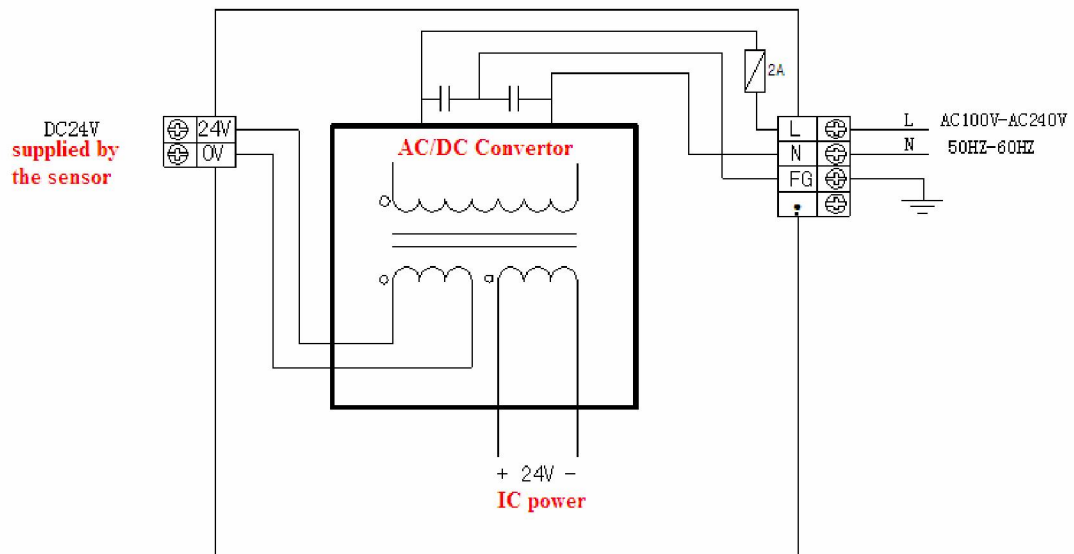 2A
DC24V
supplied by
the sensor
24V
0V
AC/DC Convertor
L
N
FG
L AC100V-AC240V
N 50HZ-60HZ
+ 24V -
IC power